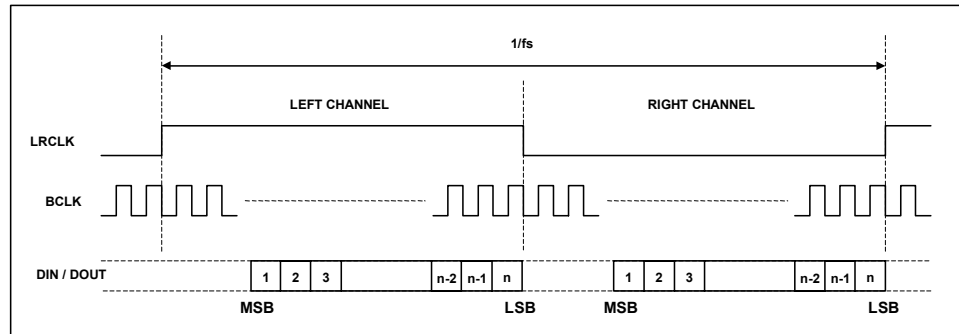 1/fs
LEFT CHANNEL RIGHT CHANNEL
LRCLK
BCLK
DIN / DOUT 1 2 3 n-2 n-1 n 1 2 3 n-2 n-1 n
MSB LSB MSB LSB